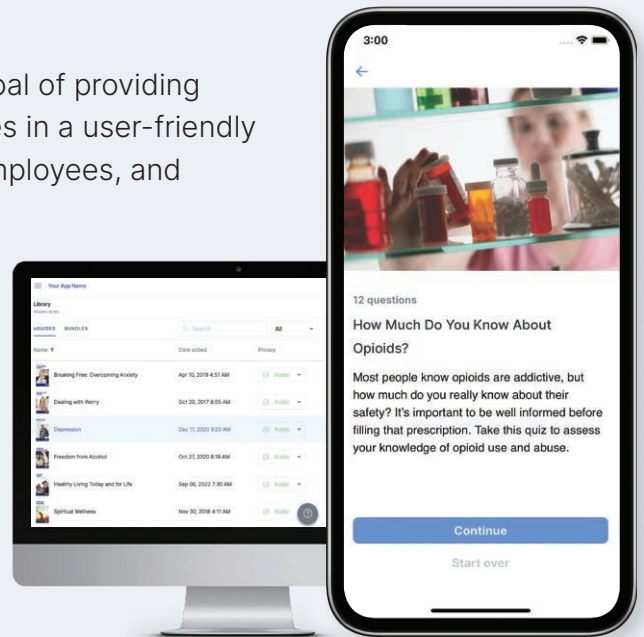 oal of providing
es in a user-friendly
mployees, and
3:00
12 questions
How Much Do You Know About
Opioids?
Most people know opioids are addictive, but
how much do you really know about their
safety? It's important to be well informed before
filling that prescription. Take this quiz to assess
your knowledge of opioid use and abuse.
Continue
Start over
Your App Name
Library
BUNDLES
Search
All
Name
Date added
Privacy
Breaking Free: Overcoming Anxiety
Apr 10, 2019 4:51 AM
Public
Dealing with Worry
Oct 20, 2017 8:05 AM
Public
Depression
Dec 11, 2020 9:20 AM
Public
Freedom from Alcohol
Oct 27, 2020 8:18 AM
Public
Healthy Living Today and for Life
Sep 06, 2022 7:30 AM
Public
Spiritual Wellness
Nov 30, 2018 4:11 AM
Public